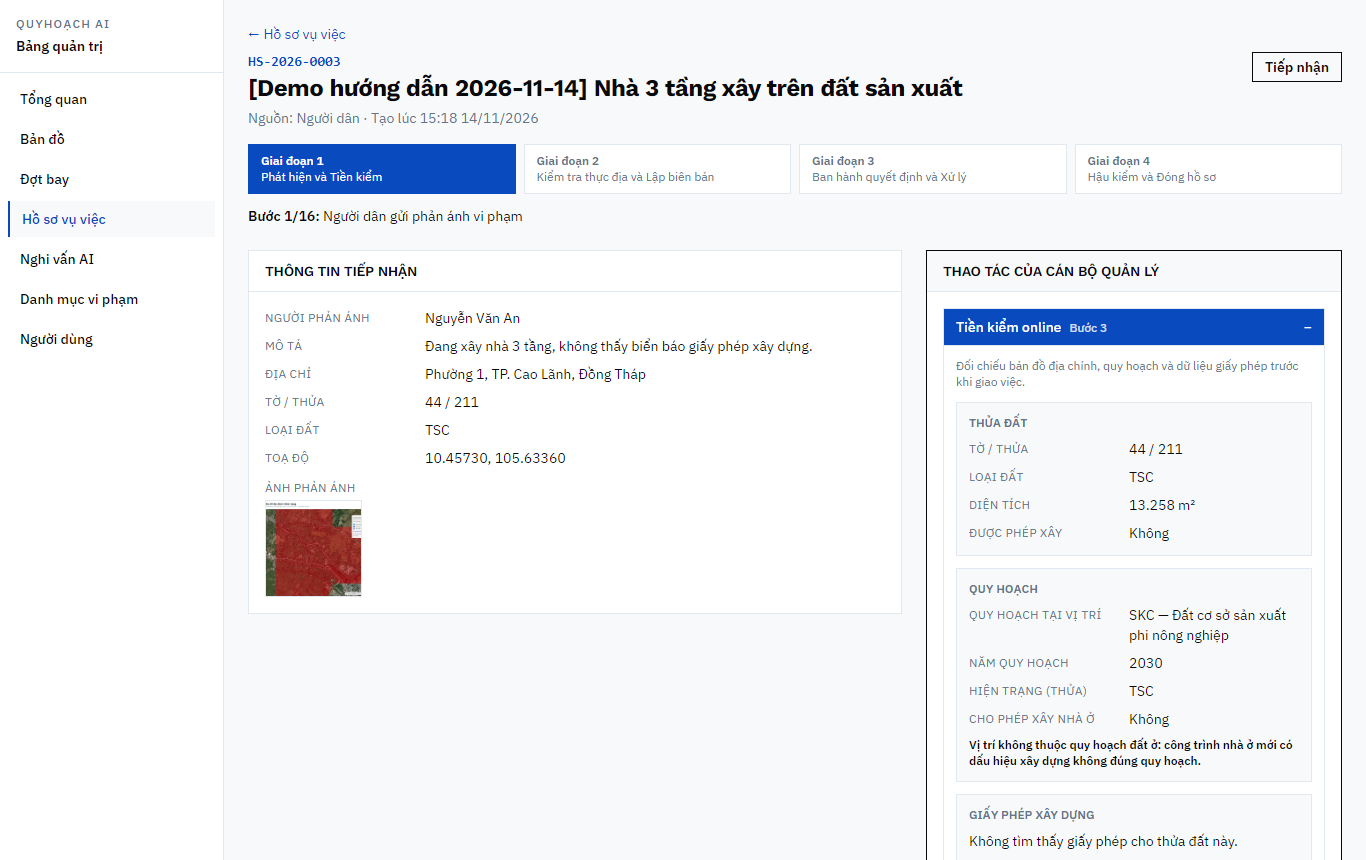 QUYHOẠCH AI
Bảng quản trị
Tổng quan
Bản đồ
Đợt bay
Hồ sơ vụ việc
Nghi vấn AI
Danh mục vi phạm
Người dùng
← Hồ sơ vụ việc
HS-2026-0003
[Demo hướng dẫn 2026-11-14] Nhà 3 tầng xây trên đất sản xuất
Nguồn: Người dân · Tạo lúc 15:18 14/11/2026
Tiếp nhận
Giai đoạn 1
Phát hiện và Tiền kiểm
Giai đoạn 2
Kiểm tra thực địa và Lập biên bản
Giai đoạn 3
Ban hành quyết định và Xử lý
Giai đoạn 4
Hậu kiểm và Đóng hồ sơ
Bước 1/16: Người dân gửi phản ánh vi phạm
THÔNG TIN TIẾP NHẬN
NGƯỜI PHẢN ÁNH Nguyễn Văn An
MÔ TẢ Đang xây nhà 3 tầng, không thấy biển báo giấy phép xây dựng.
ĐỊA CHỈ Phường 1, TP. Cao Lãnh, Đồng Tháp
TỜ / THỬA 44 / 211
LOẠI ĐẤT TSC
TOẠ ĐỘ 10.45730, 105.63360
ẢNH PHẢN ÁNH
THAO TÁC CỦA CÁN BỘ QUẢN LÝ
Tiền kiểm online Bước 3 −
Đối chiếu bản đồ địa chính, quy hoạch và dữ liệu giấy phép trước
khi giao việc.
THỬA ĐẤT
TỜ / THỬA 44 / 211
LOẠI ĐẤT TSC
DIỆN TÍCH 13.258 m²
ĐƯỢC PHÉP XÂY Không
QUY HOẠCH
QUY HOẠCH TẠI VỊ TRÍ SKC — Đất cơ sở sản xuất
phi nông nghiệp
NĂM QUY HOẠCH 2030
HIỆN TRẠNG (THỬA) TSC
CHO PHÉP XÂY NHÀ Ở Không
Vị trí không thuộc quy hoạch đất ở: công trình nhà ở mới có
dấu hiệu xây dựng không đúng quy hoạch.
GIẤY PHÉP XÂY DỰNG
Không tìm thấy giấy phép cho thửa đất này.